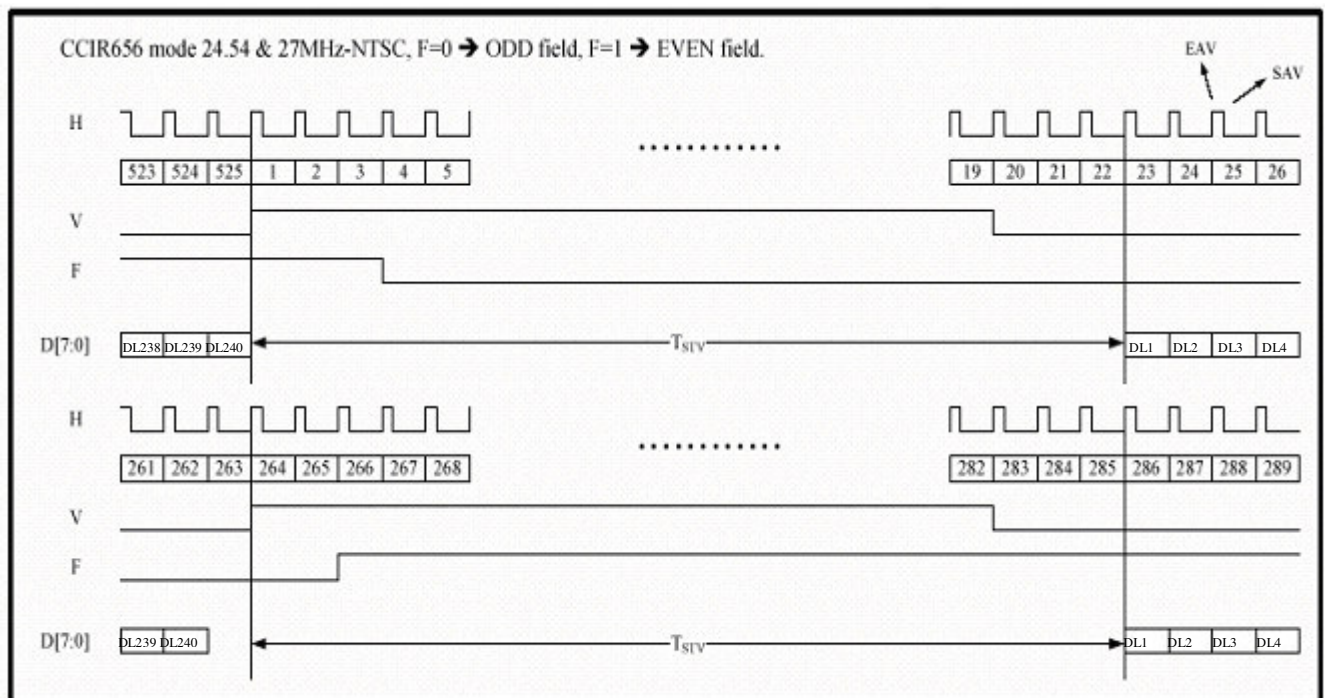 CCIR656 mode 24.54 & 27MHz-NTSC, F=0 ➔ ODD field, F=1 ➔ EVEN field.
EAV
SAV
H
523 524 525 1 2 3 4 5 19 20 21 22 23 24 25 26
V
F
D[7:0] DL238 DL239 DL240 TSTV DL1 DL2 DL3 DL4
H
261 262 263 264 265 266 267 268 282 283 284 285 286 287 288 289
V
F
D[7:0] DL239 DL240 TSTV DL1 DL2 DL3 DL4